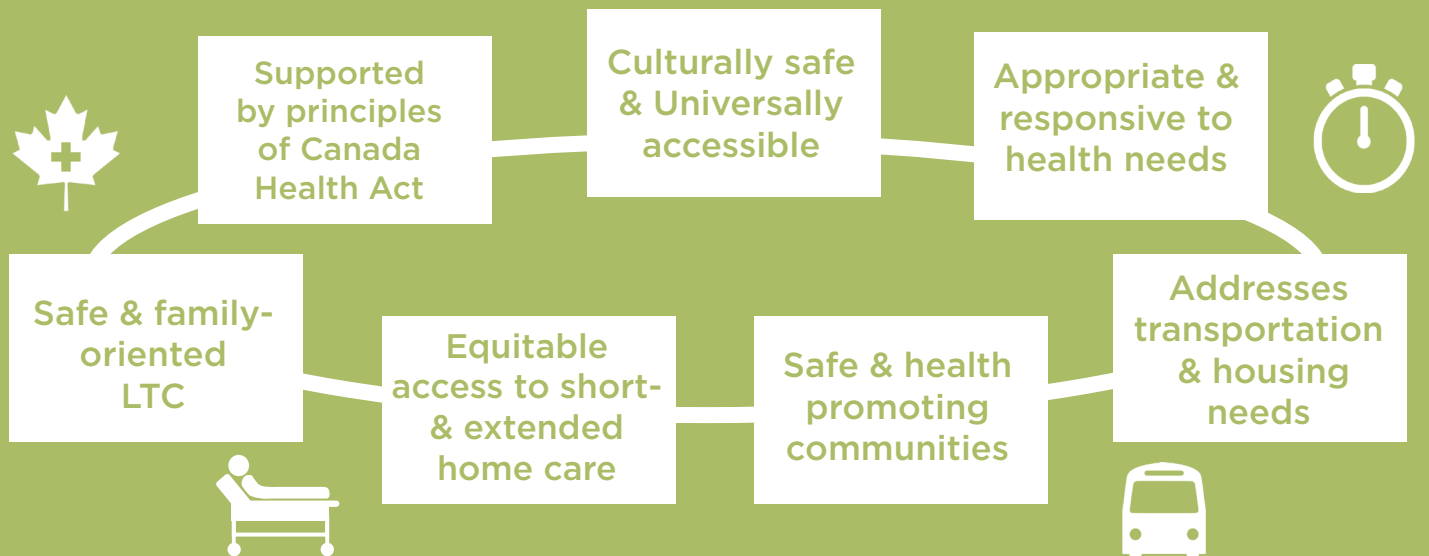 Supported
by principles
of Canada
Health Act
Culturally safe
& Universally
accessible
Appropriate &
responsive to
health needs
Safe & family-
oriented
LTC
Equitable
access to short-
& extended
home care
Safe & health
promoting
communities
Addresses
transportation
& housing
needs